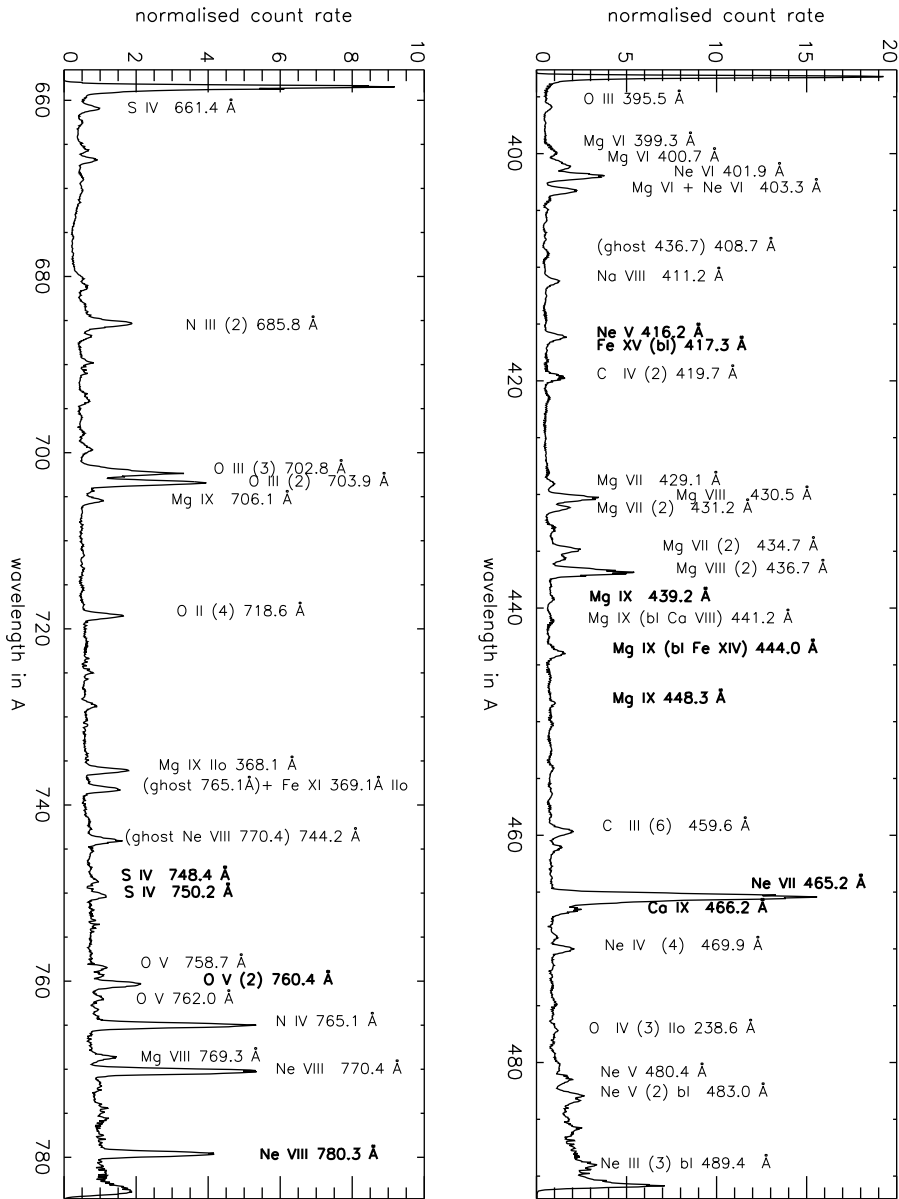 normalised count rate
0 2 4 6 8 10
660
680
700
720
740
760
780
wavelength in A
S IV 661.4 Å
N III (2) 685.8 Å
O III (3) 702.8 Å
O III (2) 703.9 Å
Mg IX 706.1 Å
O II (4) 718.6 Å
Mg IX IIo 368.1 Å
(ghost 765.1Å)+ Fe XI 369.1Å IIo
(ghost Ne VIII 770.4) 744.2 Å
S IV 748.4 Å
S IV 750.2 Å
O V 758.7 Å
O V (2) 760.4 Å
O V 762.0 Å
N IV 765.1 Å
Mg VIII 769.3 Å
Ne VIII 770.4 Å
Ne VIII 780.3 Å
normalised count rate
0 5 10 15 20
400
420
440
460
480
wavelength in A
O III 395.5 Å
Mg VI 399.3 Å
Mg VI 400.7 Å
Ne VI 401.9 Å
Mg VI + Ne VI 403.3 Å
(ghost 436.7) 408.7 Å
Na VIII 411.2 Å
Ne V 416.2 Å
Fe XV (bl) 417.3 Å
C IV (2) 419.7 Å
Mg VII 429.1 Å
Mg VIII 430.5 Å
Mg VII (2) 431.2 Å
Mg VII (2) 434.7 Å
Mg VIII (2) 436.7 Å
Mg IX 439.2 Å
Mg IX (bl Ca VIII) 441.2 Å
Mg IX (bl Fe XIV) 444.0 Å
Mg IX 448.3 Å
C III (6) 459.6 Å
Ne VII 465.2 Å
Ca IX 466.2 Å
Ne IV (4) 469.9 Å
O IV (3) IIo 238.6 Å
Ne V 480.4 Å
Ne V (2) bl 483.0 Å
Ne III (3) bl 489.4 Å